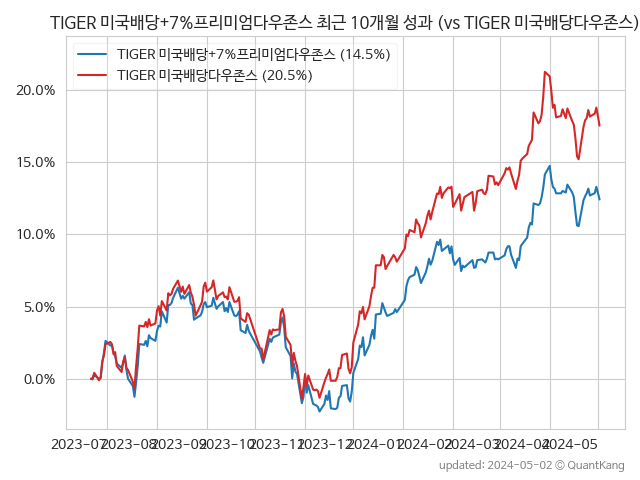 TIGER 미국배당+7%프리미엄다우존스 최근 10개월 성과 (vs TIGER 미국배당다우존스)
TIGER 미국배당+7%프리미엄다우존스 (14.5%)
TIGER 미국배당다우존스 (20.5%)
20.0%
15.0%
10.0%
5.0%
0.0%
2023-07 2023-08 2023-09 2023-10 2023-11 2023-12 2024-01 2024-02 2024-03 2024-04 2024-05
updated: 2024-05-02 © QuantKang